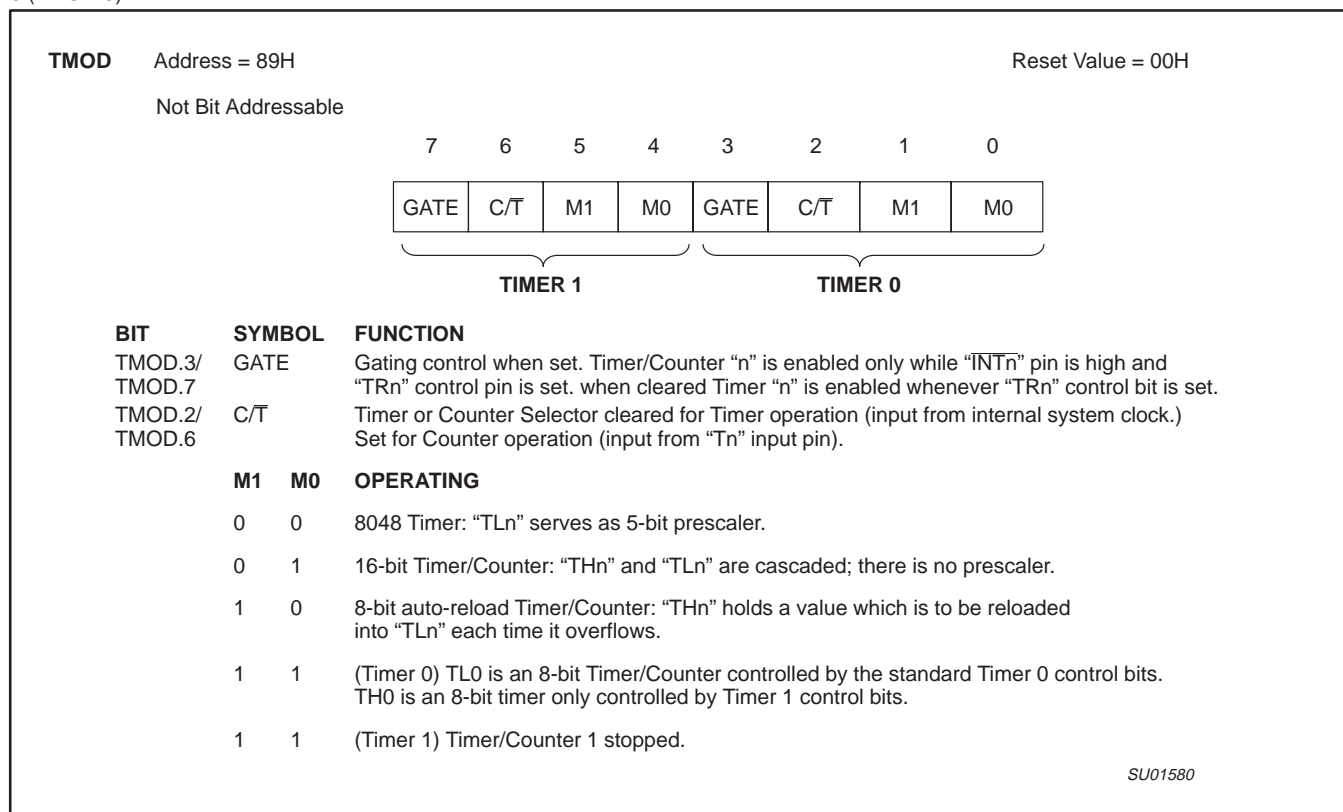 TMOD Address = 89H Reset Value = 00H
Not Bit Addressable
7 6 5 4 3 2 1 0
GATE C/T̅ M1 M0 GATE C/T̅ M1 M0
TIMER 1 TIMER 0
BIT SYMBOL FUNCTION
TMOD.3/ GATE Gating control when set. Timer/Counter “n” is enabled only while “I̅N̅T̅n̅” pin is high and
TMOD.7 “TRn” control pin is set. when cleared Timer “n” is enabled whenever “TRn” control bit is set.
TMOD.2/ C/T̅ Timer or Counter Selector cleared for Timer operation (input from internal system clock.)
TMOD.6 Set for Counter operation (input from “Tn” input pin).
M1 M0 OPERATING
0 0 8048 Timer: “TLn” serves as 5-bit prescaler.
0 1 16-bit Timer/Counter: “THn” and “TLn” are cascaded; there is no prescaler.
1 0 8-bit auto-reload Timer/Counter: “THn” holds a value which is to be reloaded
into “TLn” each time it overflows.
1 1 (Timer 0) TL0 is an 8-bit Timer/Counter controlled by the standard Timer 0 control bits.
TH0 is an 8-bit timer only controlled by Timer 1 control bits.
1 1 (Timer 1) Timer/Counter 1 stopped.
SU01580